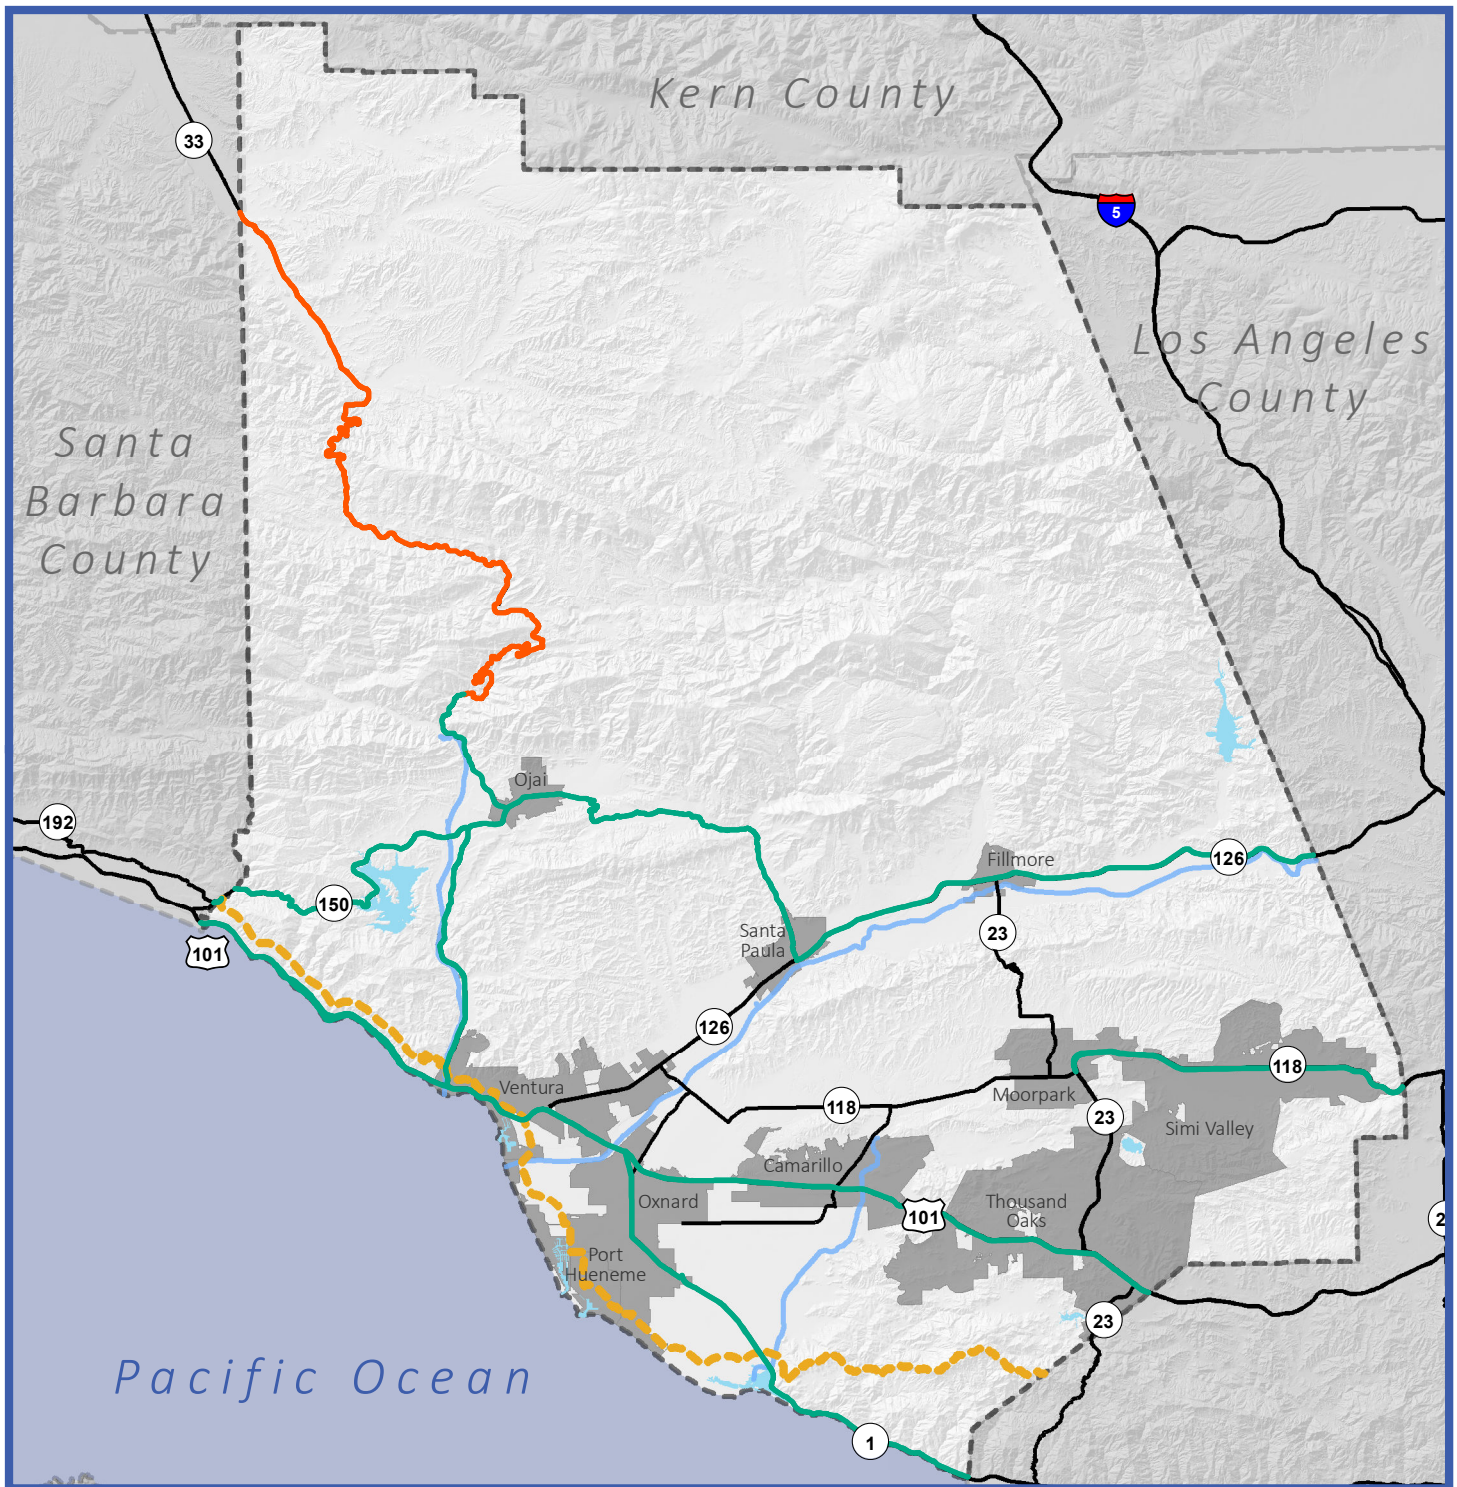 Kern County
33
5
Los Angeles
County
Santa
Barbara
County
Ojai
192
Fillmore
126
150
23
Santa
Paula
101
126
118
Ventura
Moorpark
118
23
Simi Valley
Camarillo
Oxnard
Thousand
Oaks
101
2
Port
Hueneme
23
Pacific Ocean
1